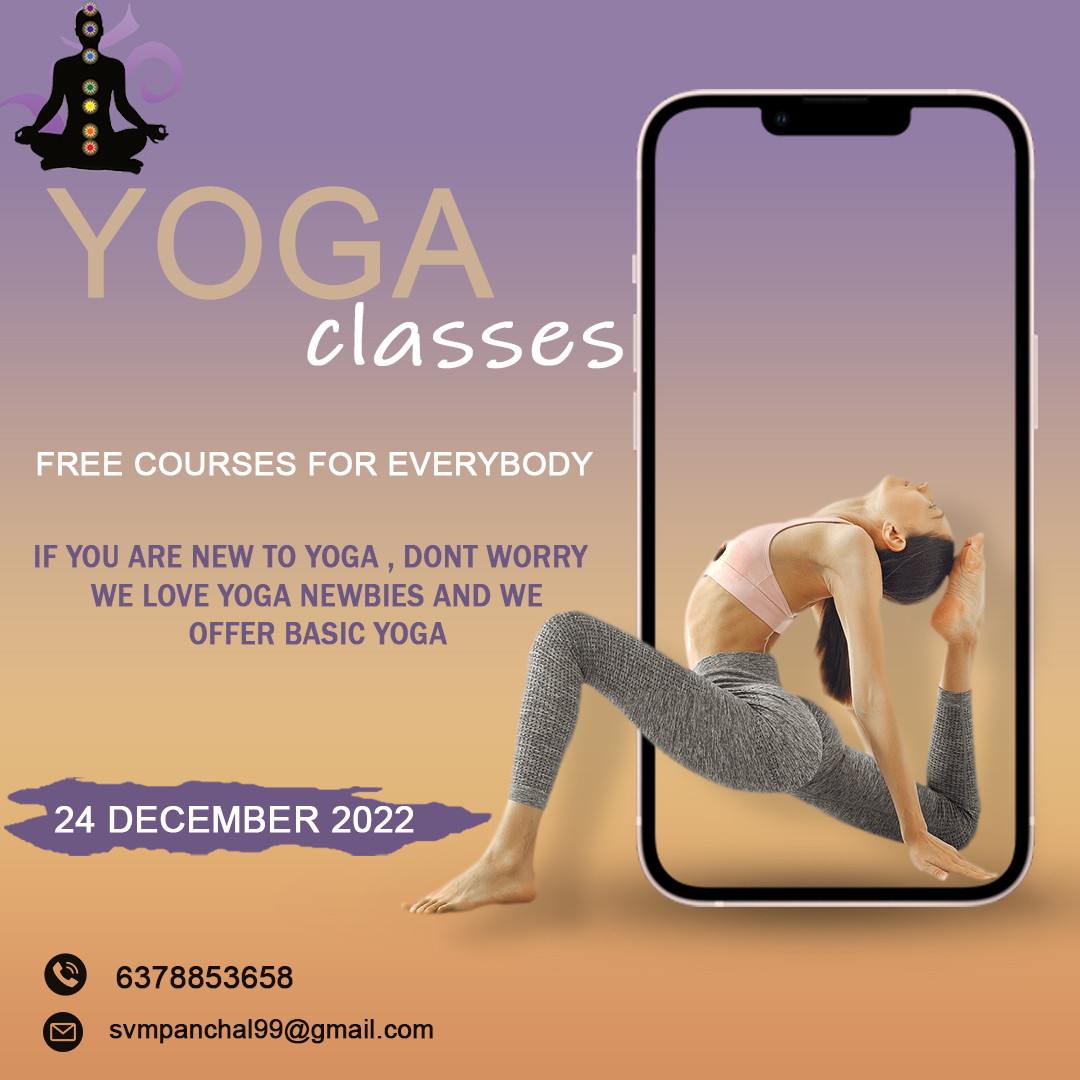 YOGA
classes
FREE COURSES FOR EVERYBODY
IF YOU ARE NEW TO YOGA , DONT WORRY
WE LOVE YOGA NEWBIES AND WE
OFFER BASIC YOGA
24 DECEMBER 2022
6378853658
svmpanchal99@gmail.com